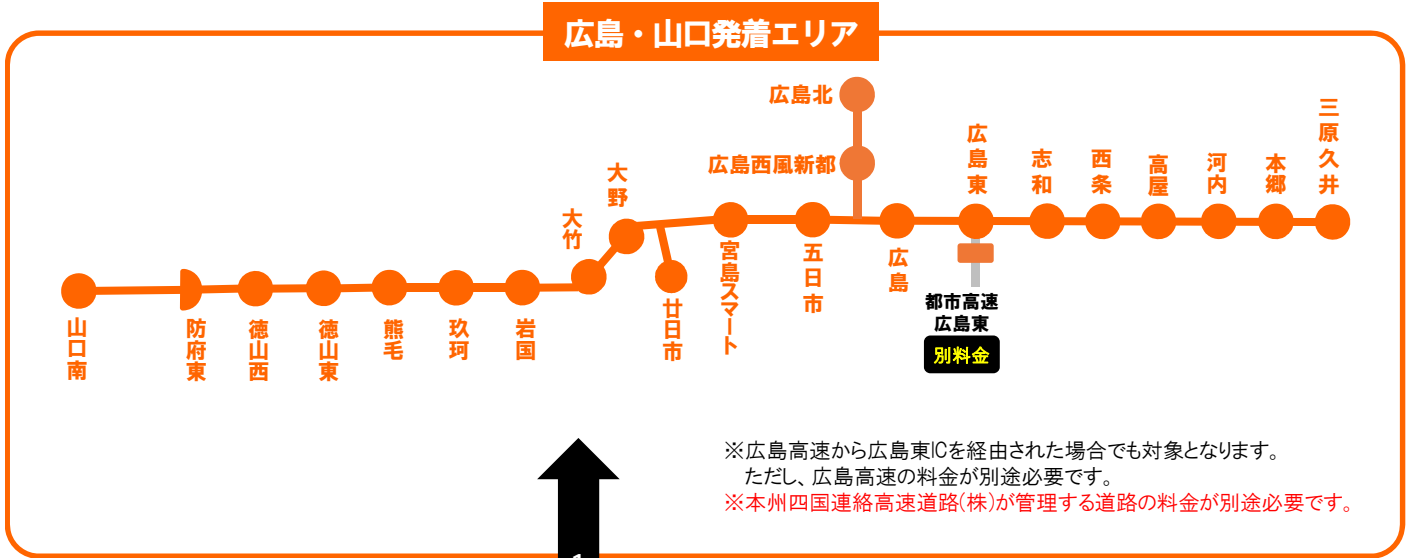 広島・山口発着エリア
広島北
広島西風新都
山口南
防府東
徳山西
徳山東
熊毛
玖珂
岩国
大竹
大野
廿日市
宮島スマート
五日市
広島
広島東
志和
西条
高屋
河内
本郷
三原久井
都市高速
広島東
別料金
※広島高速から広島東ICを経由された場合でも対象となります。
ただし、広島高速の料金が別途必要です。
※本州四国連絡高速道路(株)が管理する道路の料金が別途必要です。